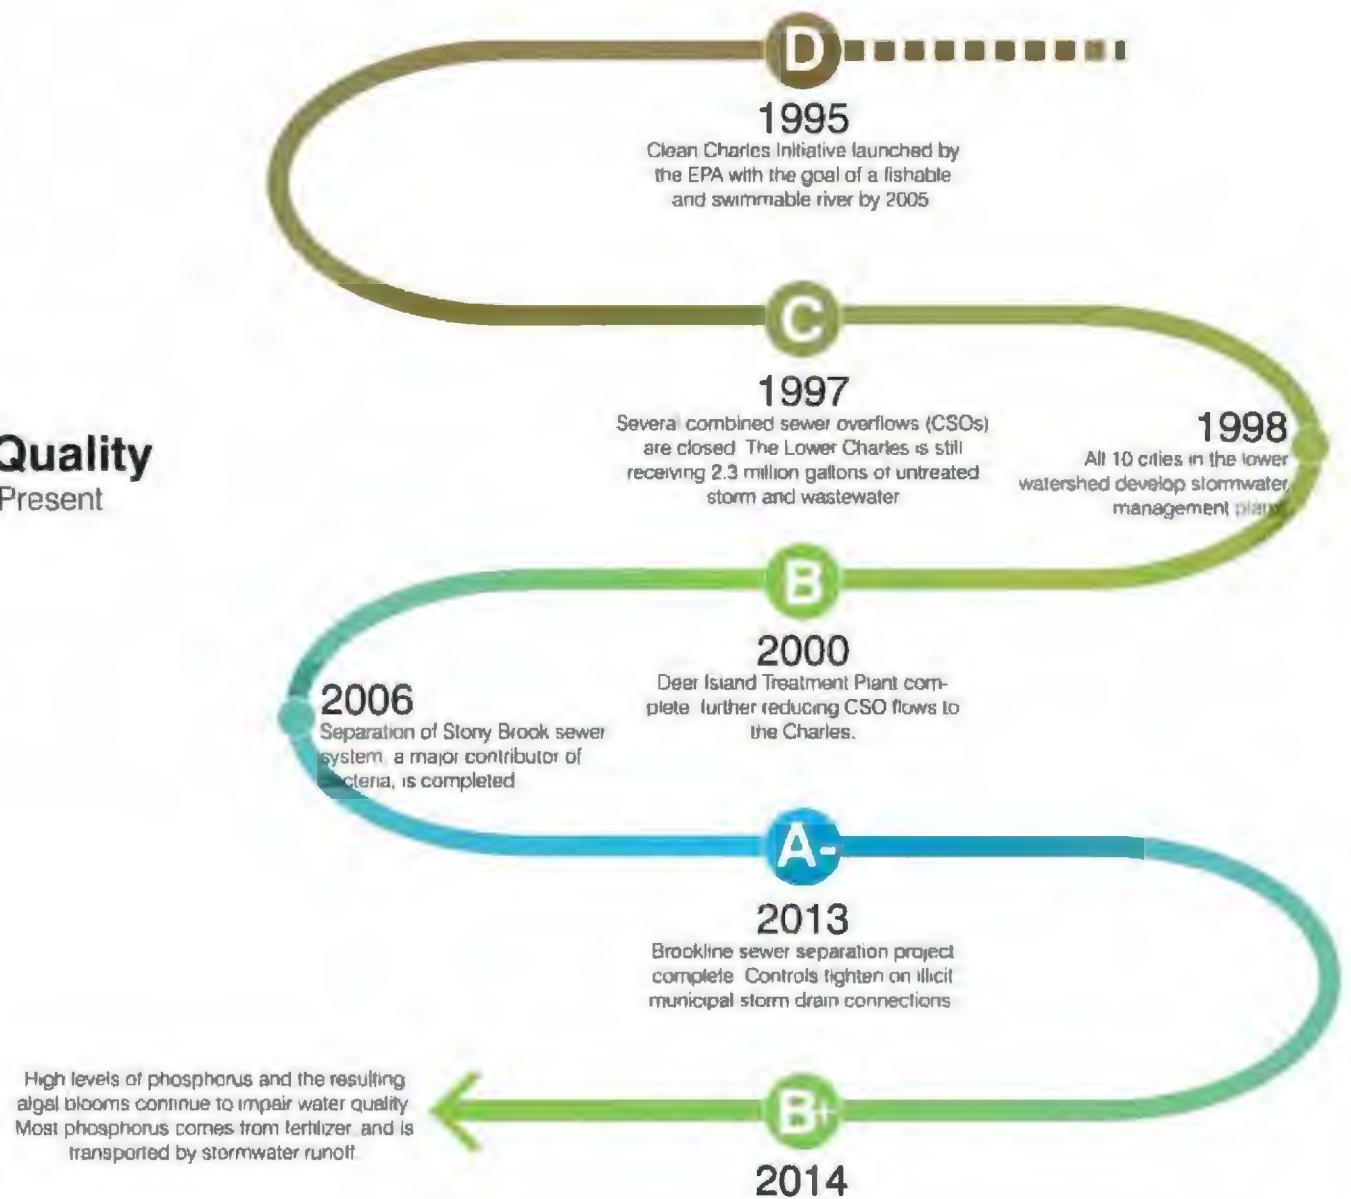 D
1995
Clean Charles Initiative launched by
the EPA with the goal of a fishable
and swimmable river by 2005
C
1997
Several combined sewer overflows (CSOs)
are closed The Lower Charles is still
receiving 2.3 million gallons of untreated
storm and wastewater
1998
All 10 cities in the lower
watershed develop stormwater
management plans
Quality
Present
B
2000
Deer Island Treatment Plant com-
plete further reducing CSO flows to
the Charles.
2006
Separation of Stony Brook sewer
system a major contributor of
bacteria, is completed
A-
2013
Brookline sewer separation project
complete Controls tighten on illicit
municipal storm drain connections
High levels of phosphorus and the resulting
algal blooms continue to impair water quality
Most phosphorus comes from fertilizer and is
transported by stormwater runoff
B+
2014